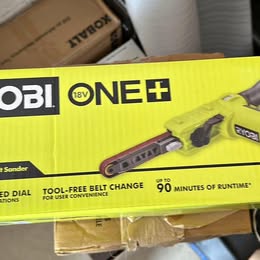 KOBALT
OBI ONE+
18V
t Sander
ED DIAL
ATIONS
TOOL-FREE BELT CHANGE
FOR USER CONVENIENCE
UP TO
90 MINUTES OF RUNTIME*
RYOBI